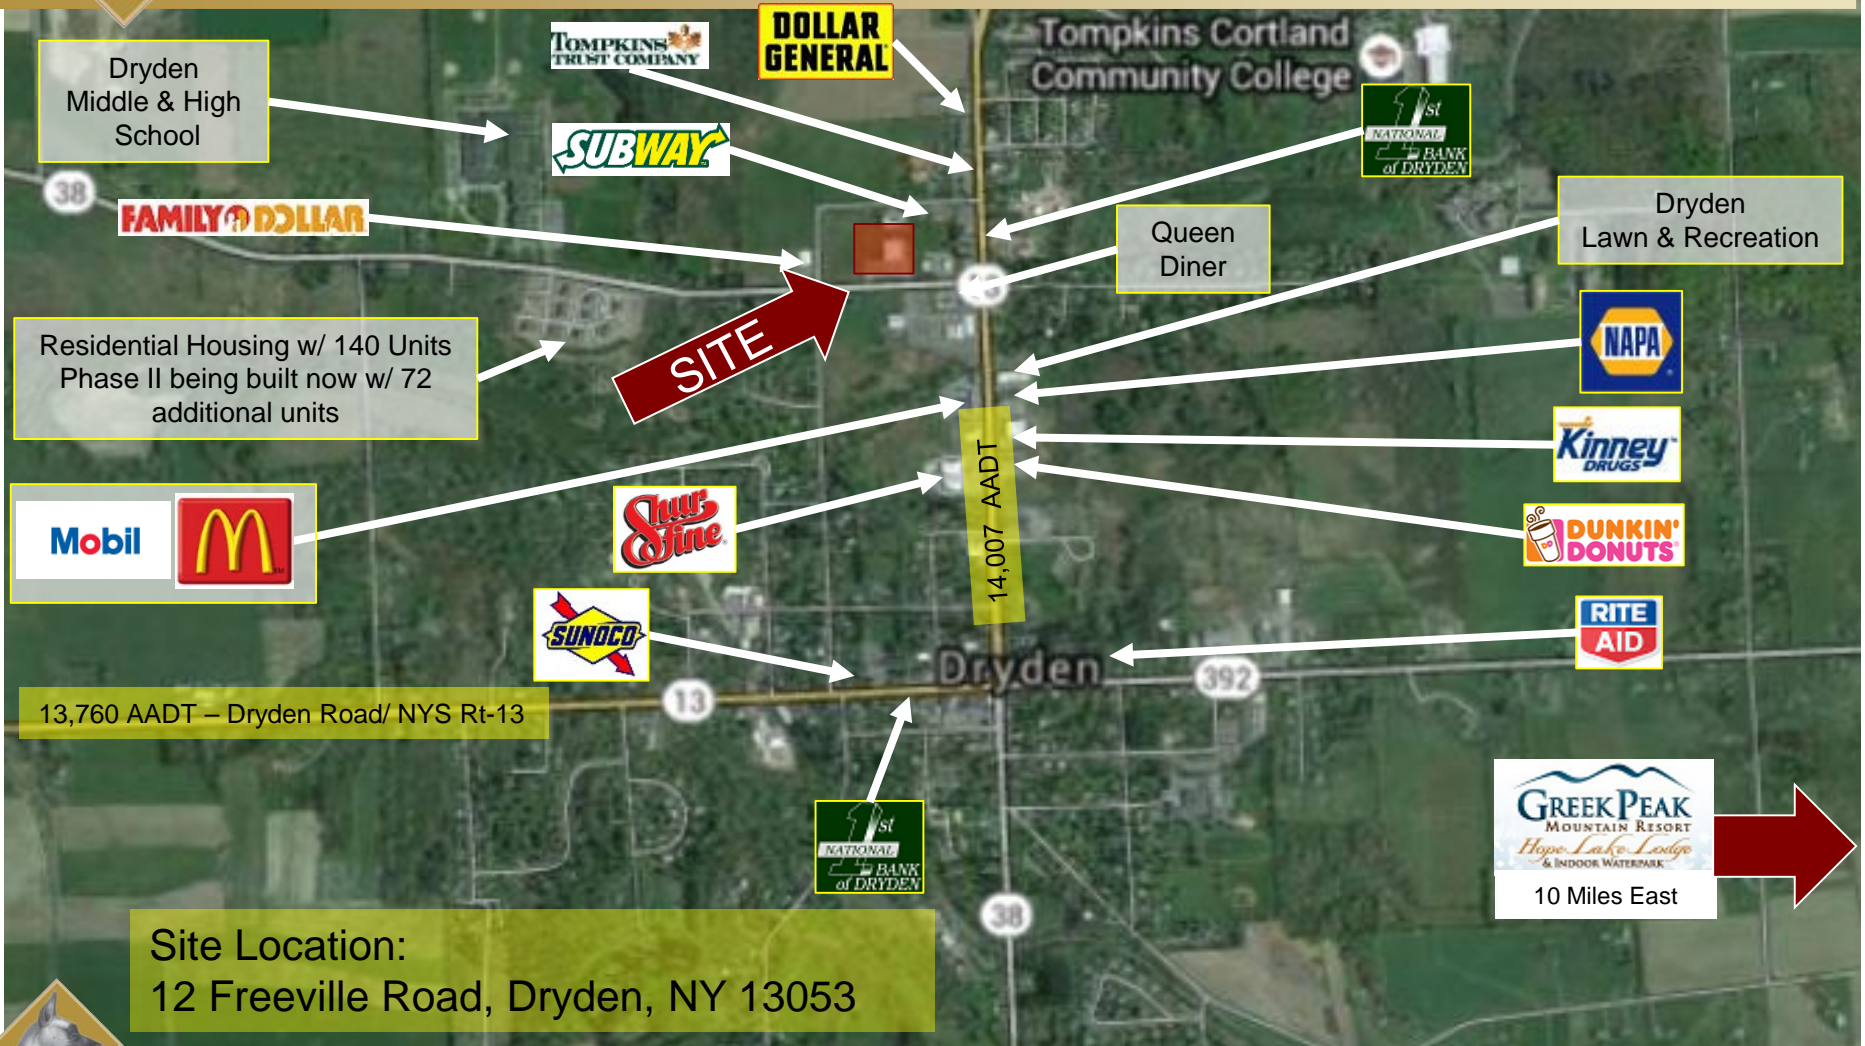 Dryden
Middle & High
School
TOMPKINS
TRUST COMPANY
DOLLAR
GENERAL
Tompkins Cortland
Community College
1st
NATIONAL
BANK
of DRYDEN
SUBWAY
38
FAMILY DOLLAR
Queen
Diner
Dryden
Lawn & Recreation
Residential Housing w/ 140 Units
Phase II being built now w/ 72
additional units
SITE
NAPA
Kinney
DRUGS
Mobil
M
Shur
Fine
14,007 AADT
DUNKIN'
DONUTS
DD
SUNOCO
RITE
AID
Dryden
392
13
13,760 AADT – Dryden Road/ NYS Rt-13
1st
NATIONAL
BANK
of DRYDEN
GREEK PEAK
MOUNTAIN RESORT
Hope Lake Lodge
& INDOOR WATERPARK
10 Miles East
38
Site Location:
12 Freeville Road, Dryden, NY 13053